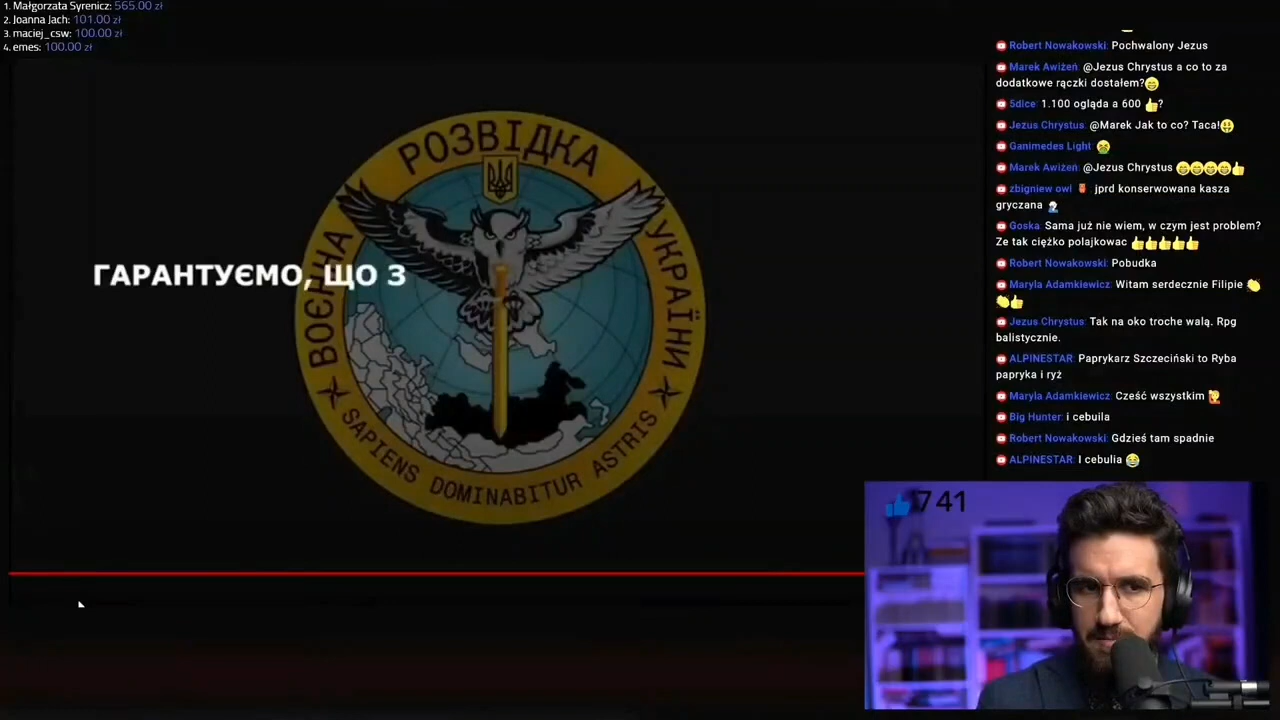 1. Małgorzata Syrenicz: 565.00 zł
2. Joanna Jach: 101.00 zł
3. maciej_csw: 100.00 zł
4. emes: 100.00 zł
ВОЄННА РОЗВІДКА УКРАЇНИ
SAPIENS DOMINABITUR ASTRIS
ГАРАНТУЄМО, ЩО З
Robert Nowakowski: Pochwalony Jezus
Marek Awiżeń: @Jezus Chrystus a co to za
dodatkowe rączki dostałem?😁
5dice: 1.100 ogląda a 600 👍?
Jezus Chrystus: @Marek Jak to co? Taca!🤑
Ganimedes Light: 🤮
Marek Awiżeń: @Jezus Chrystus 😁😁😁😁👍
zbigniew owl jprd konserwowana kasza
gryczana
Goska: Sama już nie wiem, w czym jest problem?
Ze tak ciężko polajkowac 👍👍👍👍👍
Robert Nowakowski: Pobudka
Maryla Adamkiewicz: Witam serdecznie Filipie 👏
👏👍
Jezus Chrystus: Tak na oko troche walą. Rpg
balistycznie.
ALPINESTAR: Paprykarz Szczeciński to Ryba
papryka i ryż
Maryla Adamkiewicz: Cześć wszystkim 🙋
Big Hunter: i cebuila
Robert Nowakowski: Gdzieś tam spadnie
ALPINESTAR: I cebulia 😂
741